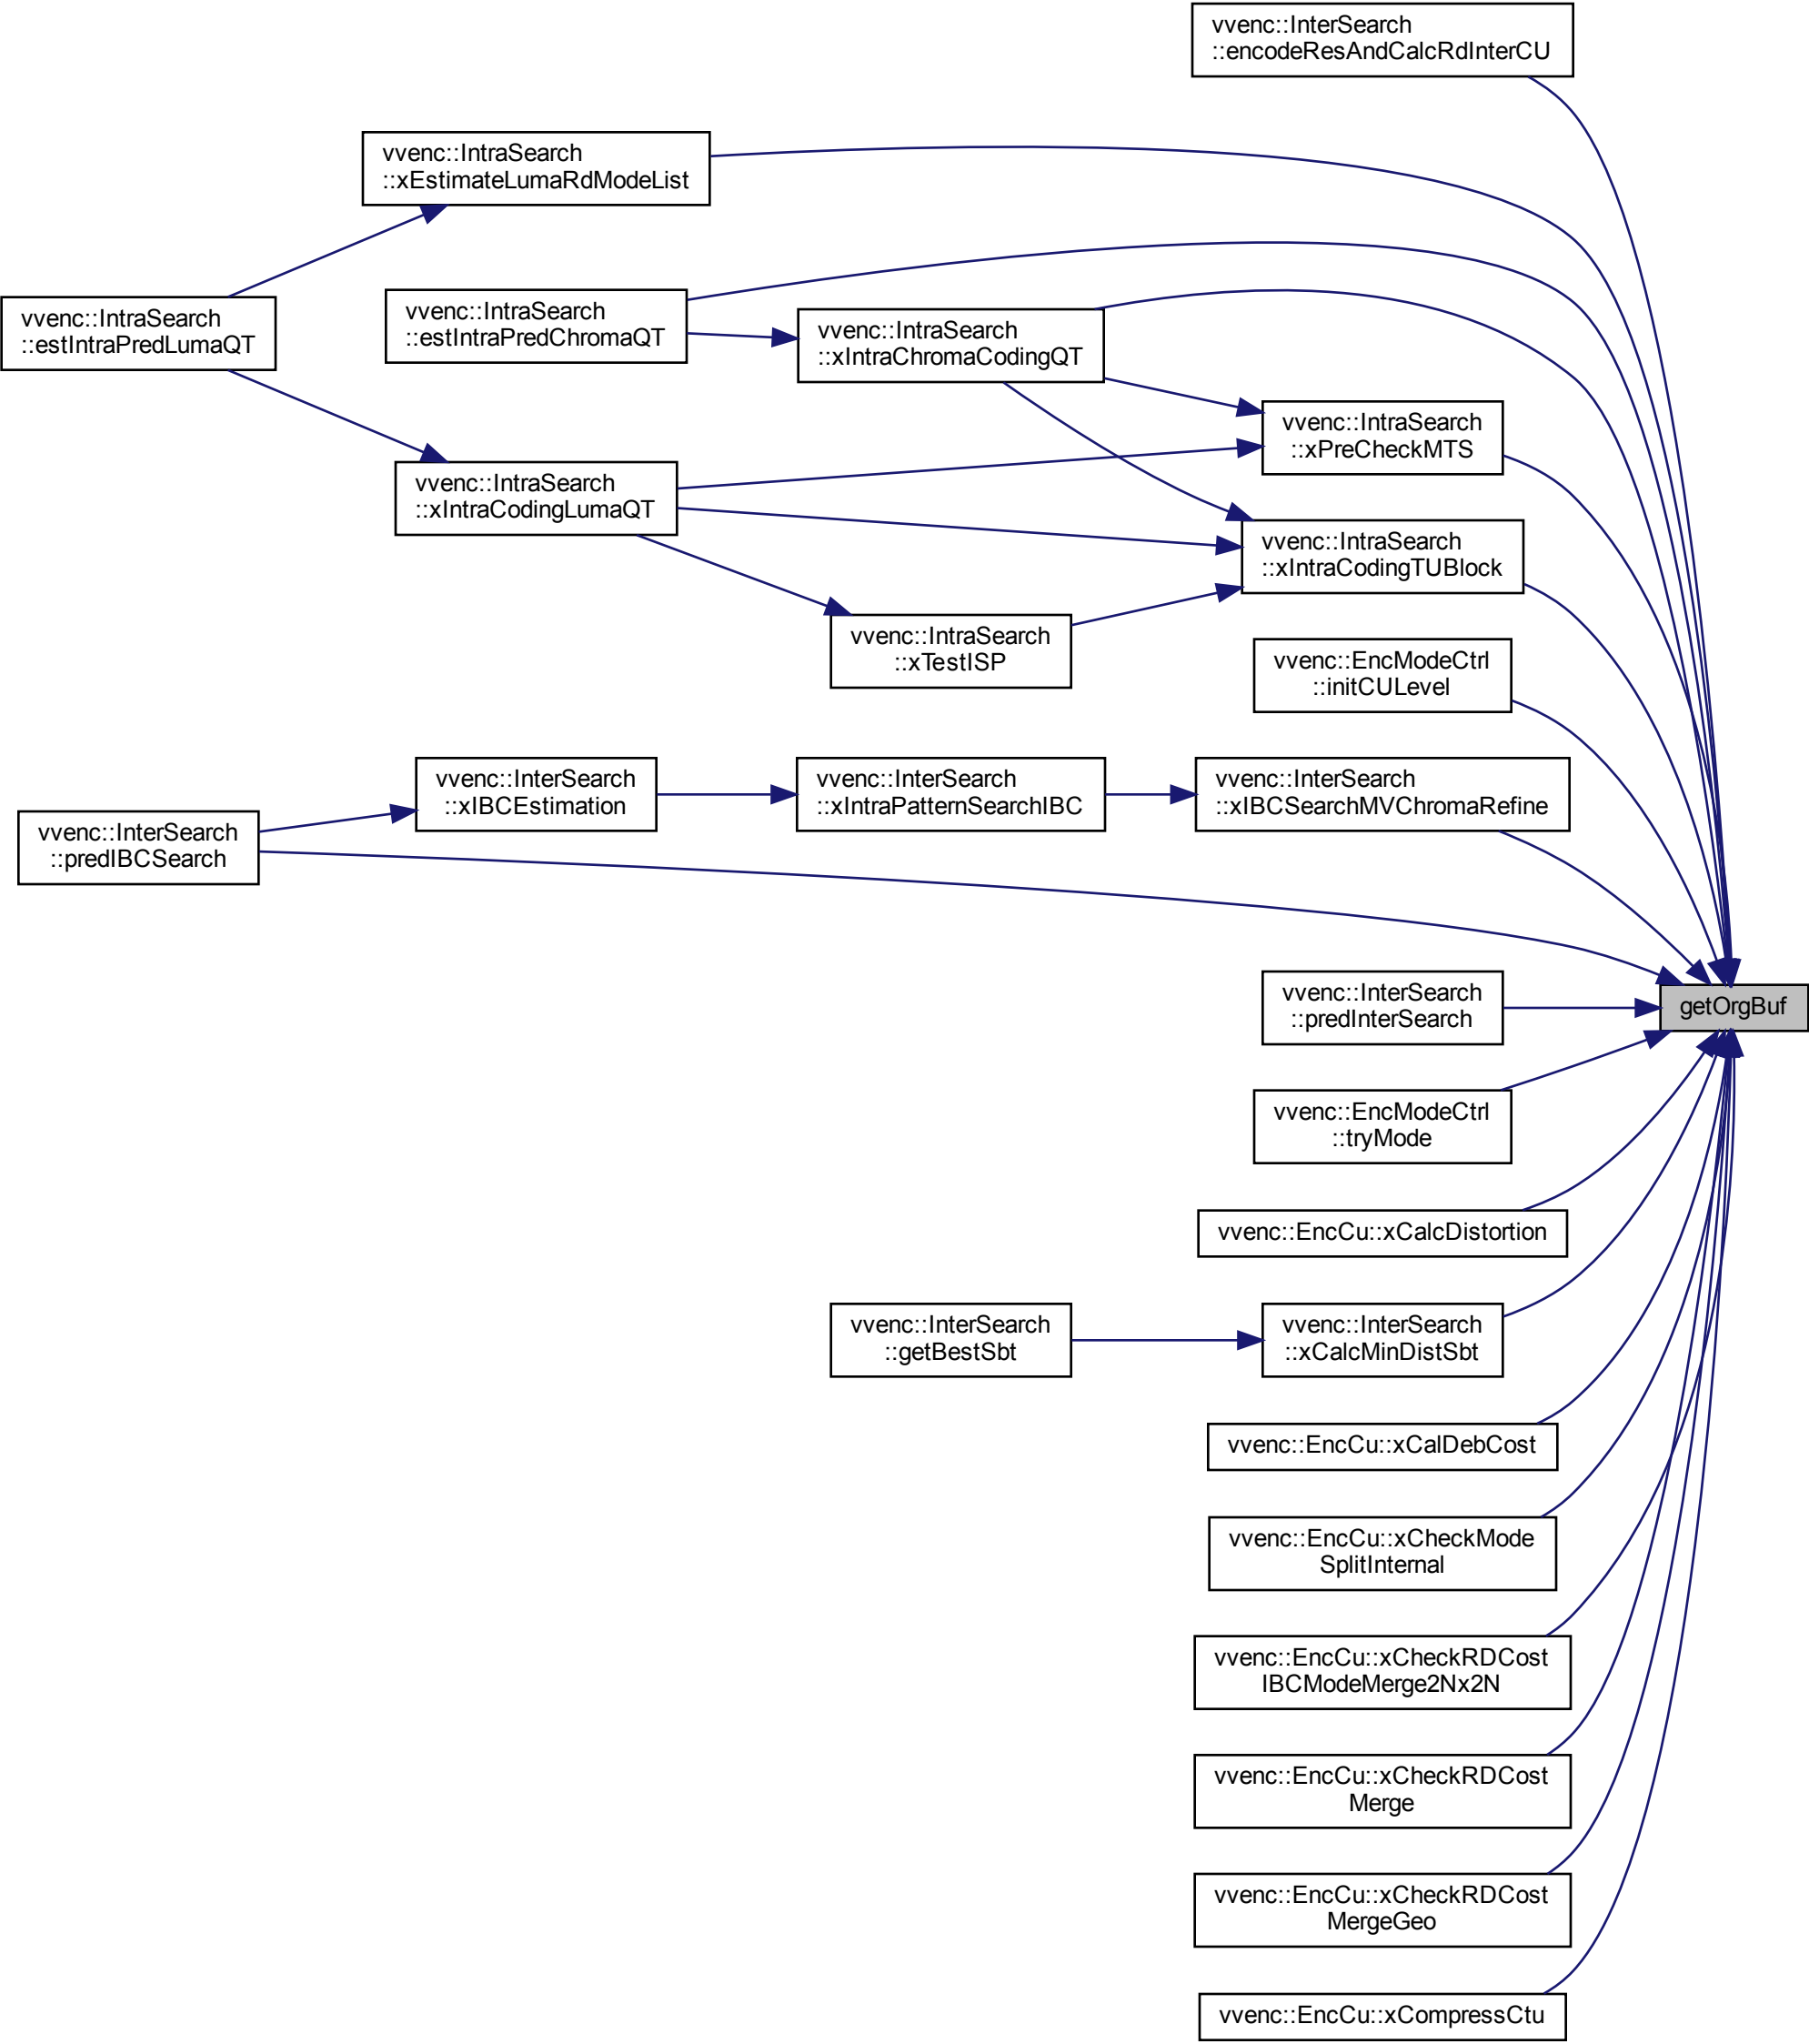 vvenc::InterSearch
::encodeResAndCalcRdInterCU
vvenc::IntraSearch
::xEstimateLumaRdModeList
vvenc::IntraSearch
::estIntraPredLumaQT
vvenc::IntraSearch
::estIntraPredChromaQT
vvenc::IntraSearch
::xIntraChromaCodingQT
vvenc::IntraSearch
::xPreCheckMTS
vvenc::IntraSearch
::xIntraCodingLumaQT
vvenc::IntraSearch
::xIntraCodingTUBlock
vvenc::IntraSearch
::xTestISP
vvenc::EncModeCtrl
::initCULevel
vvenc::InterSearch
::predIBCSearch
vvenc::InterSearch
::xIBCEstimation
vvenc::InterSearch
::xIntraPatternSearchIBC
vvenc::InterSearch
::xIBCSearchMVChromaRefine
getOrgBuf
vvenc::InterSearch
::predInterSearch
vvenc::EncModeCtrl
::tryMode
vvenc::EncCu::xCalcDistortion
vvenc::InterSearch
::getBestSbt
vvenc::InterSearch
::xCalcMinDistSbt
vvenc::EncCu::xCalDebCost
vvenc::EncCu::xCheckMode
SplitInternal
vvenc::EncCu::xCheckRDCost
IBCModeMerge2Nx2N
vvenc::EncCu::xCheckRDCost
Merge
vvenc::EncCu::xCheckRDCost
MergeGeo
vvenc::EncCu::xCompressCtu